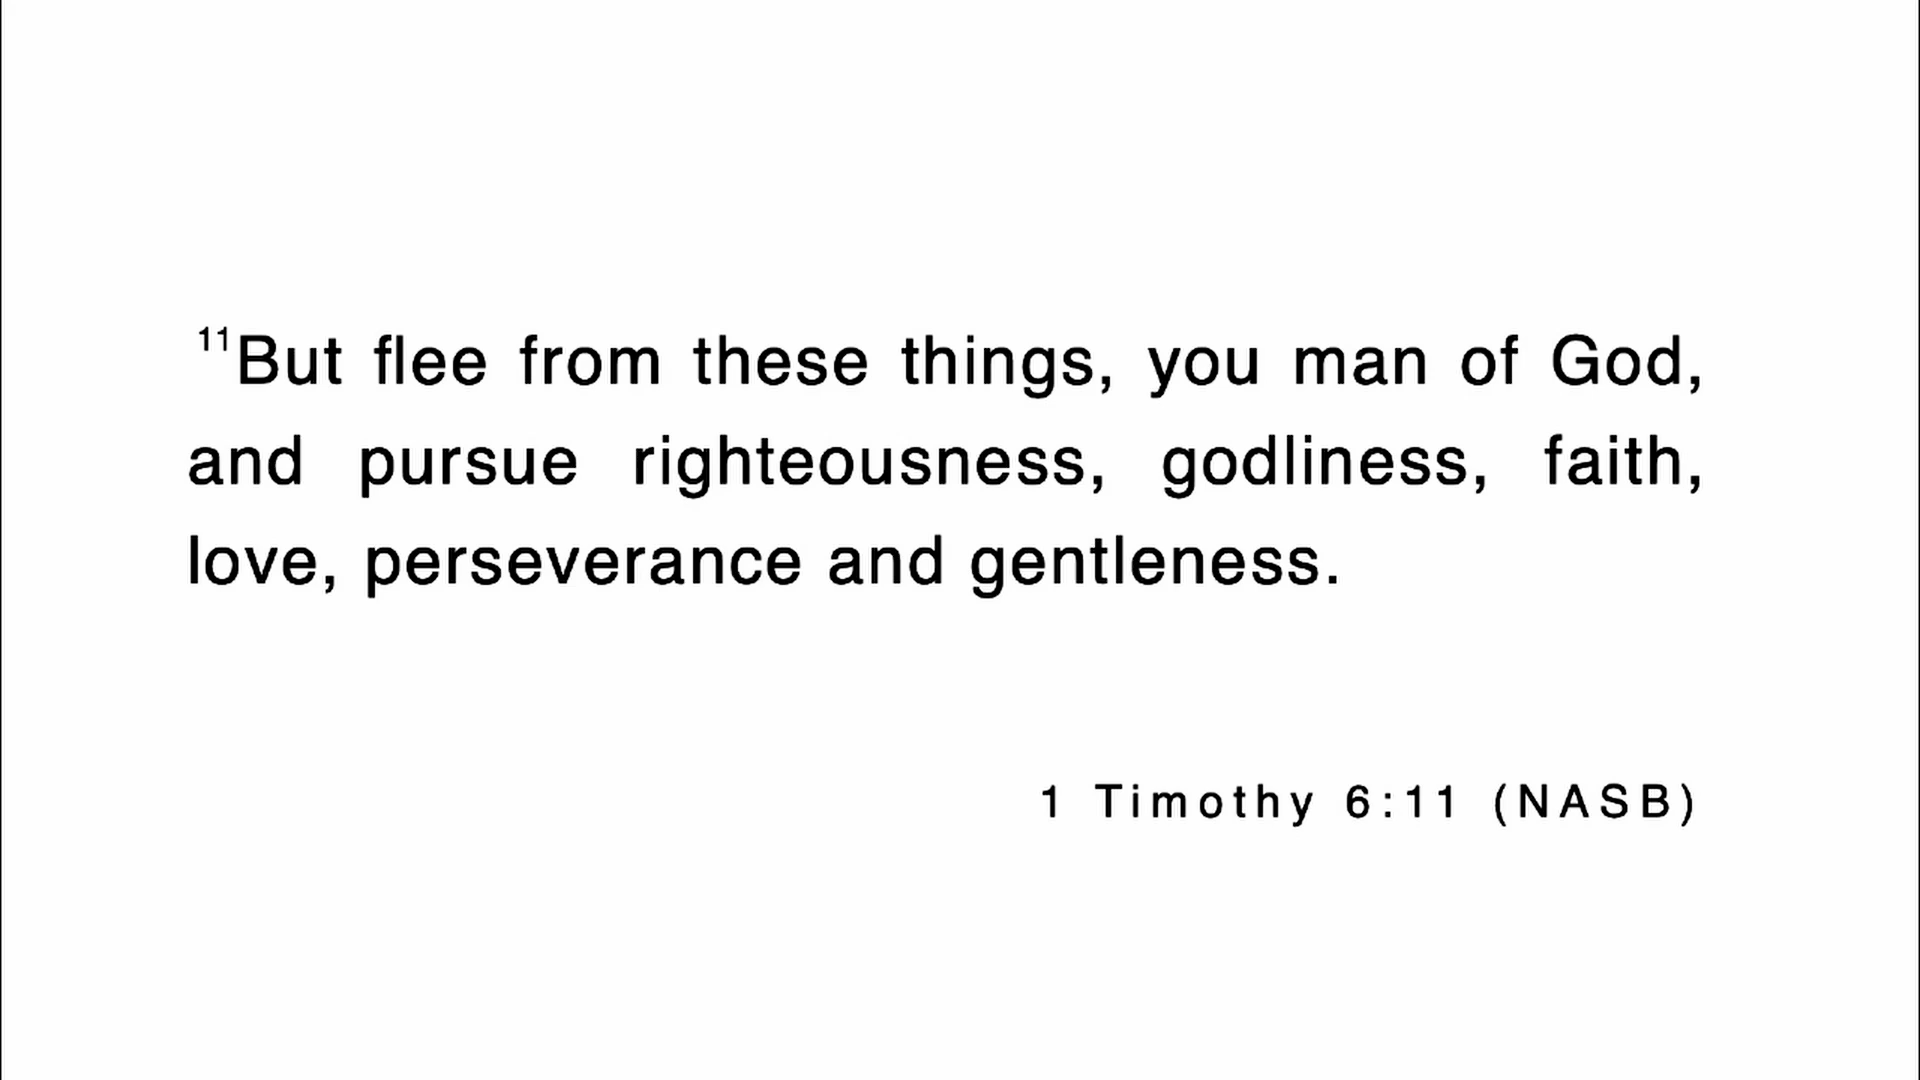 ¹¹But flee from these things, you man of God,
and pursue righteousness, godliness, faith,
love, perseverance and gentleness.
1 Timothy 6:11 (NASB)